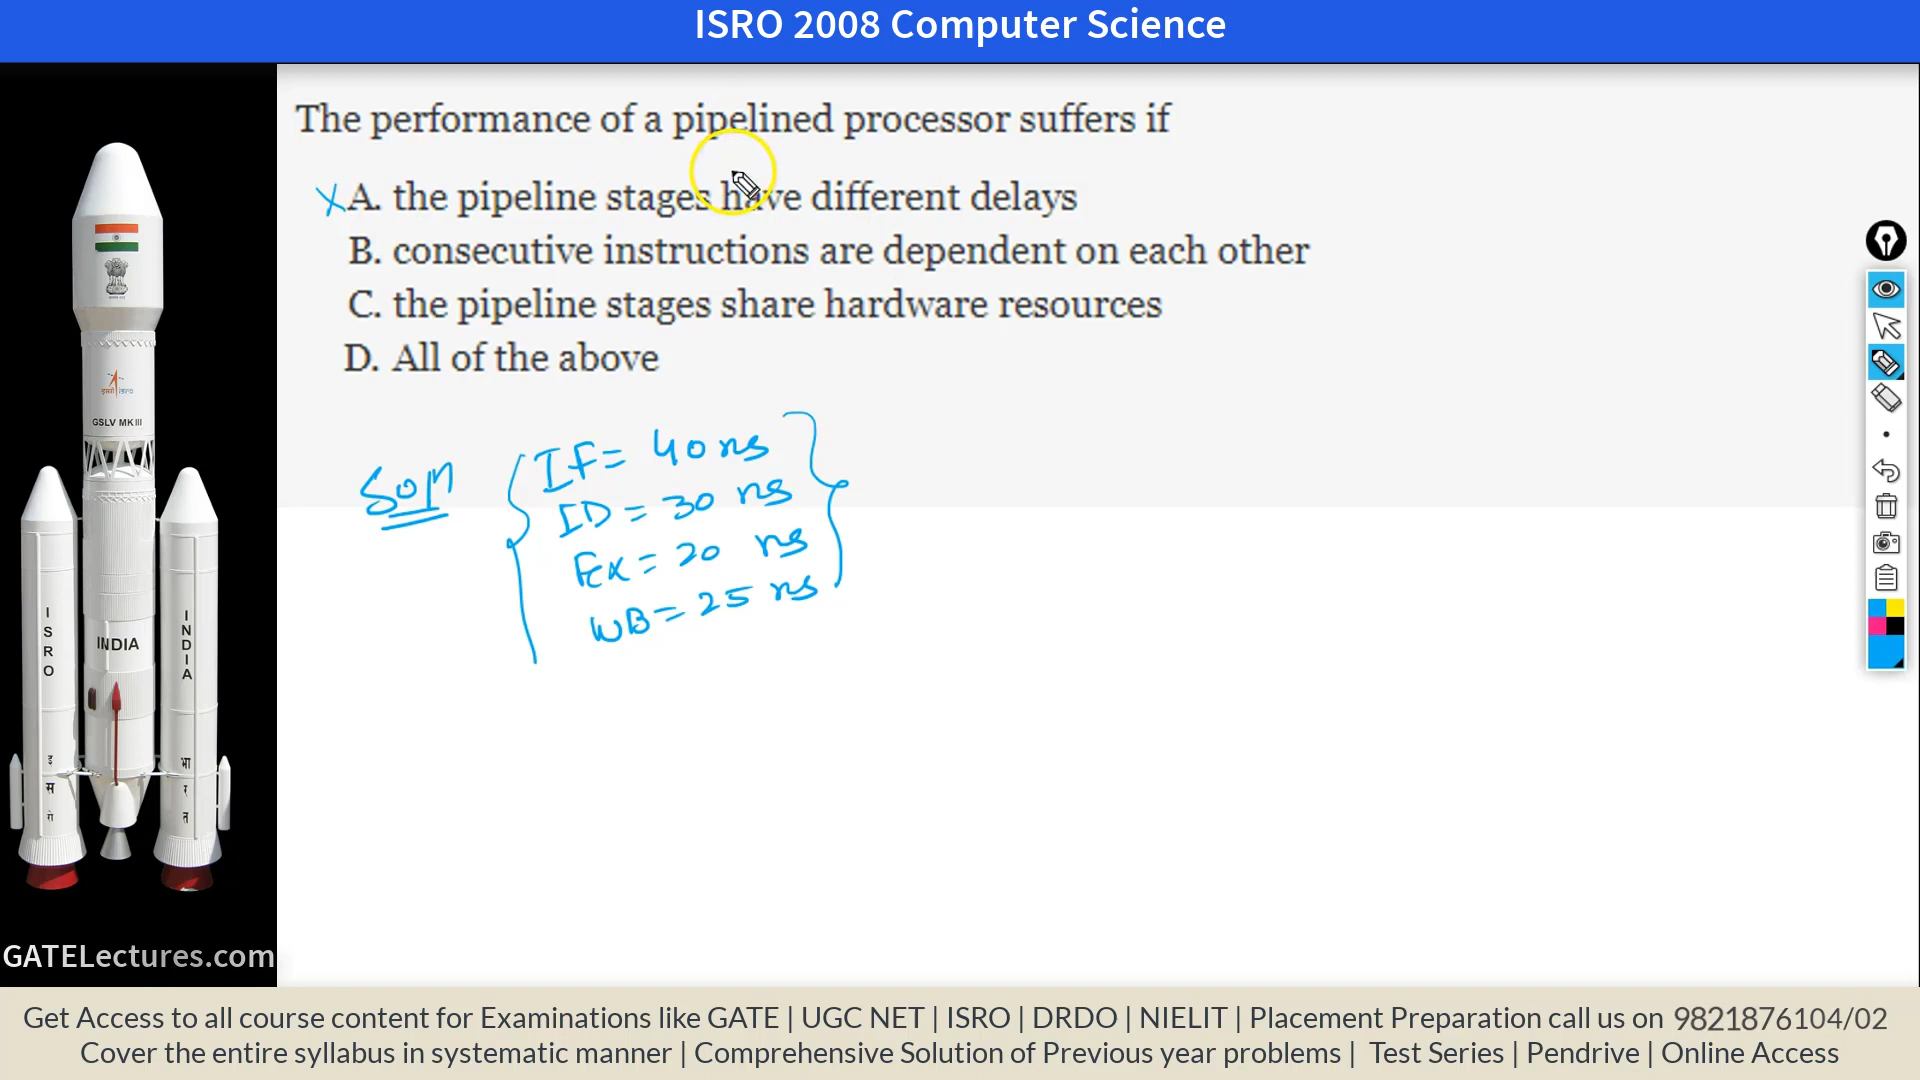 ISRO 2008 Computer Science
The performance of a pipelined processor suffers if
X A. the pipeline stages have different delays
B. consecutive instructions are dependent on each other
C. the pipeline stages share hardware resources
D. All of the above
Soln
IF = 40 ns
ID = 30 ns
Ex = 20 ns
WB = 25 ns
GSLV MK III
INDIA
ISRO
INDIA
इसरो isro
GATELectures.com
Get Access to all course content for Examinations like GATE | UGC NET | ISRO | DRDO | NIELIT | Placement Preparation call us on 9821876104/02
Cover the entire syllabus in systematic manner | Comprehensive Solution of Previous year problems | Test Series | Pendrive | Online Access